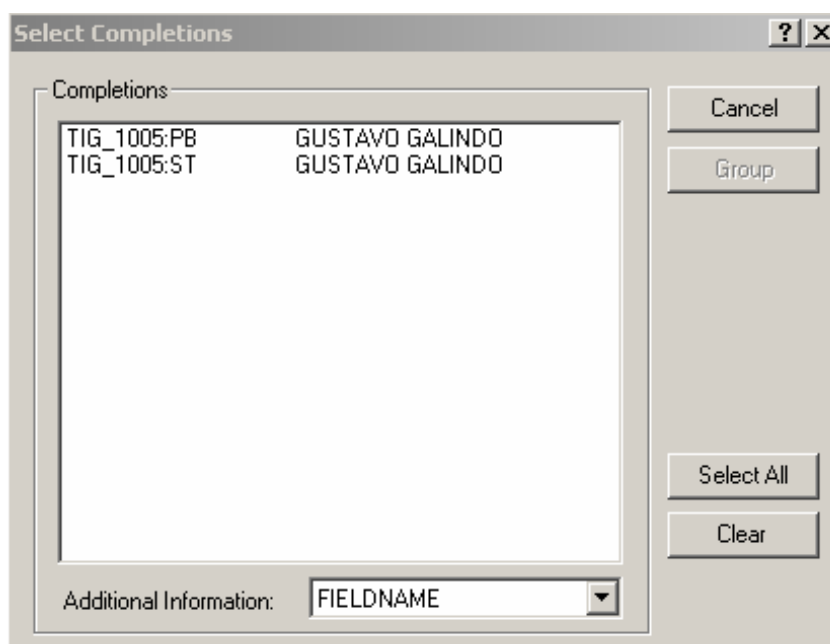 Select Completions
Completions
TIG_1005:PB GUSTAVO GALINDO
TIG_1005:ST GUSTAVO GALINDO
Additional Information: FIELDNAME
Cancel
Group
Select All
Clear